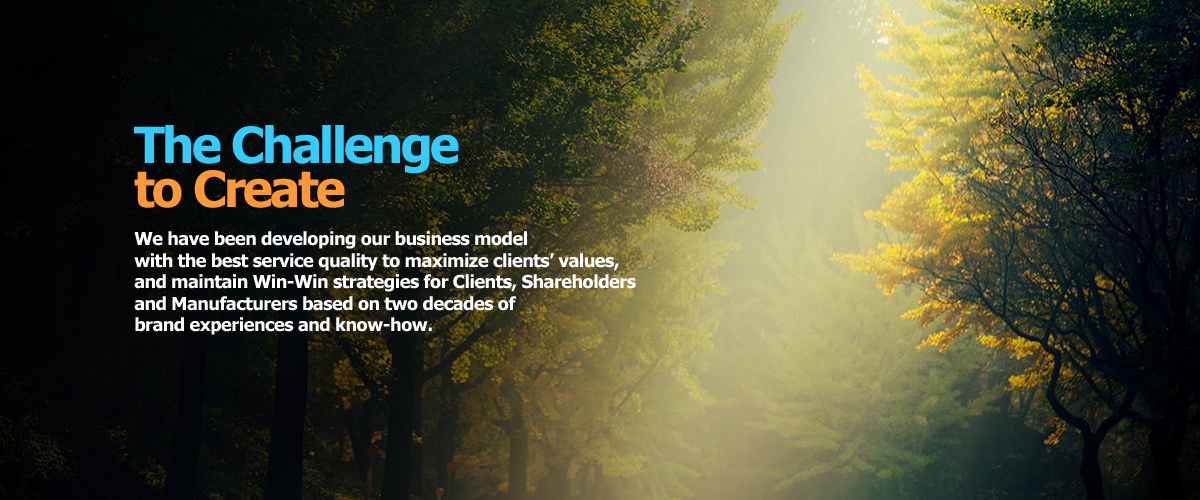 The Challenge
to Create
We have been developing our business model
with the best service quality to maximize clients’ values,
and maintain Win-Win strategies for Clients, Shareholders
and Manufacturers based on two decades of
brand experiences and know-how.